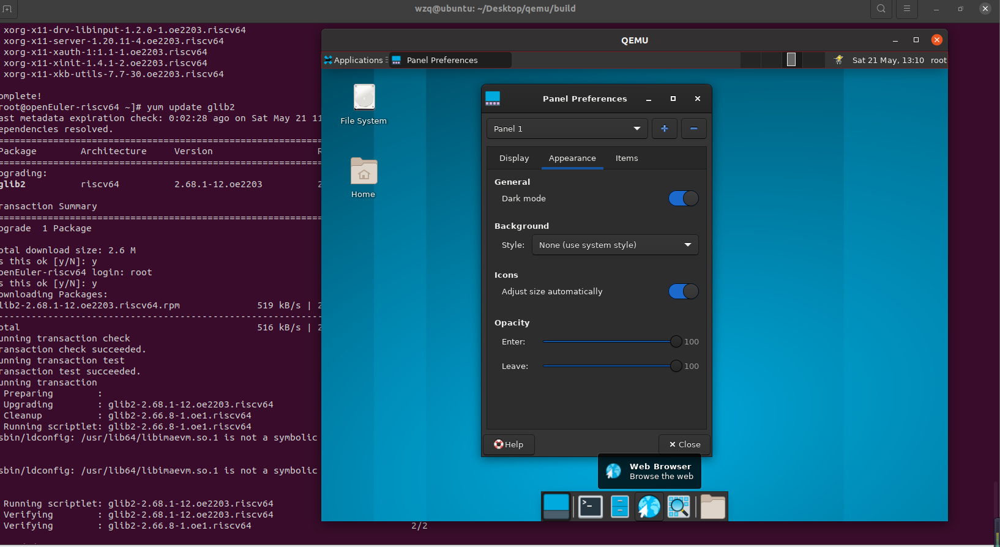 wzq@ubuntu: ~/Desktop/qemu/build
xorg-x11-drv-libinput-1.2.0-1.oe2203.riscv64
xorg-x11-server-1.20.11-4.oe2203.riscv64
xorg-x11-xauth-1:1.1-1.oe2203.riscv64
xorg-x11-xinit-1.4.1-2.oe2203.riscv64
xorg-x11-xkb-utils-7.7-30.oe2203.riscv64
omplete!
root@openEuler-riscv64 ~]# yum update glib2
ast metadata expiration check: 0:02:28 ago on Sat May 21 11
ependencies resolved.
================================================================
Package Architecture Version R
================================================================
pgrading:
glib2 riscv64 2.68.1-12.oe2203 2
ransaction Summary
================================================================
pgrade 1 Package
otal download size: 2.6 M
s this ok [y/N]: y
penEuler-riscv64 login: root
s this ok [y/N]: y
ownloading Packages:
lib2-2.68.1-12.oe2203.riscv64.rpm 519 kB/s | 2
----------------------------------------------------------------
otal 516 kB/s | 2
unning transaction check
ransaction check succeeded.
unning transaction test
ransaction test succeeded.
unning transaction
Preparing :
Upgrading : glib2-2.68.1-12.oe2203.riscv64
Cleanup : glib2-2.66.8-1.oe1.riscv64
Running scriptlet: glib2-2.66.8-1.oe1.riscv64
sbin/ldconfig: /usr/lib64/libimaevm.so.1 is not a symbolic
sbin/ldconfig: /usr/lib64/libimaevm.so.1 is not a symbolic
Running scriptlet: glib2-2.68.1-12.oe2203.riscv64
Verifying : glib2-2.68.1-12.oe2203.riscv64
Verifying : glib2-2.66.8-1.oe1.riscv64 2/2
QEMU
Applications
Panel Preferences
Sat 21 May, 13:10 root
File System
Home
Panel Preferences
Panel 1
Display Appearance Items
General
Dark mode
Background
Style: None (use system style)
Icons
Adjust size automatically
Opacity
Enter: 100
Leave: 100
Help
Close
Web Browser
Browse the web